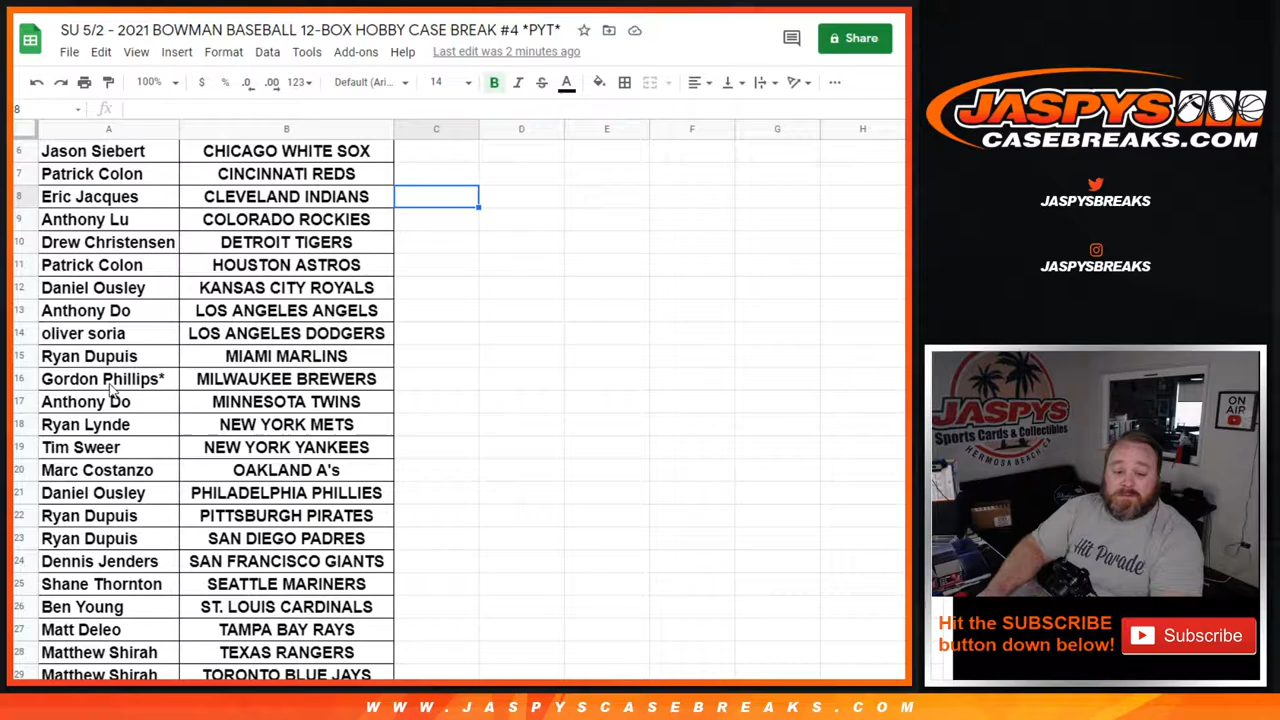 SU 5/2 - 2021 BOWMAN BASEBALL 12-BOX HOBBY CASE BREAK #4 *PYT*
File Edit View Insert Format Data Tools Add-ons Help Last edit was 2 minutes ago
Share
100% $ % .0 .00 123 Default (Ari... 14 B I S A
8 fx
A B C D E F G H
6 Jason Siebert CHICAGO WHITE SOX
7 Patrick Colon CINCINNATI REDS
8 Eric Jacques CLEVELAND INDIANS
9 Anthony Lu COLORADO ROCKIES
10 Drew Christensen DETROIT TIGERS
11 Patrick Colon HOUSTON ASTROS
12 Daniel Ousley KANSAS CITY ROYALS
13 Anthony Do LOS ANGELES ANGELS
14 oliver soria LOS ANGELES DODGERS
15 Ryan Dupuis MIAMI MARLINS
16 Gordon Phillips* MILWAUKEE BREWERS
17 Anthony Do MINNESOTA TWINS
18 Ryan Lynde NEW YORK METS
19 Tim Sweer NEW YORK YANKEES
20 Marc Costanzo OAKLAND A's
21 Daniel Ousley PHILADELPHIA PHILLIES
22 Ryan Dupuis PITTSBURGH PIRATES
23 Ryan Dupuis SAN DIEGO PADRES
24 Dennis Jenders SAN FRANCISCO GIANTS
25 Shane Thornton SEATTLE MARINERS
26 Ben Young ST. LOUIS CARDINALS
27 Matt Deleo TAMPA BAY RAYS
28 Matthew Shirah TEXAS RANGERS
29 Matthew Shirah TORONTO BLUE JAYS
JASPYS
CASEBREAKS.COM
JASPYSBREAKS
JASPYSBREAKS
JASPYS
Sports Cards & Collectibles
HERMOSA BEACH CA
ON AIR
Hit Parade
Hit the SUBSCRIBE
button down below!
Subscribe
WWW.JASPYSCASEBREAKS.COM